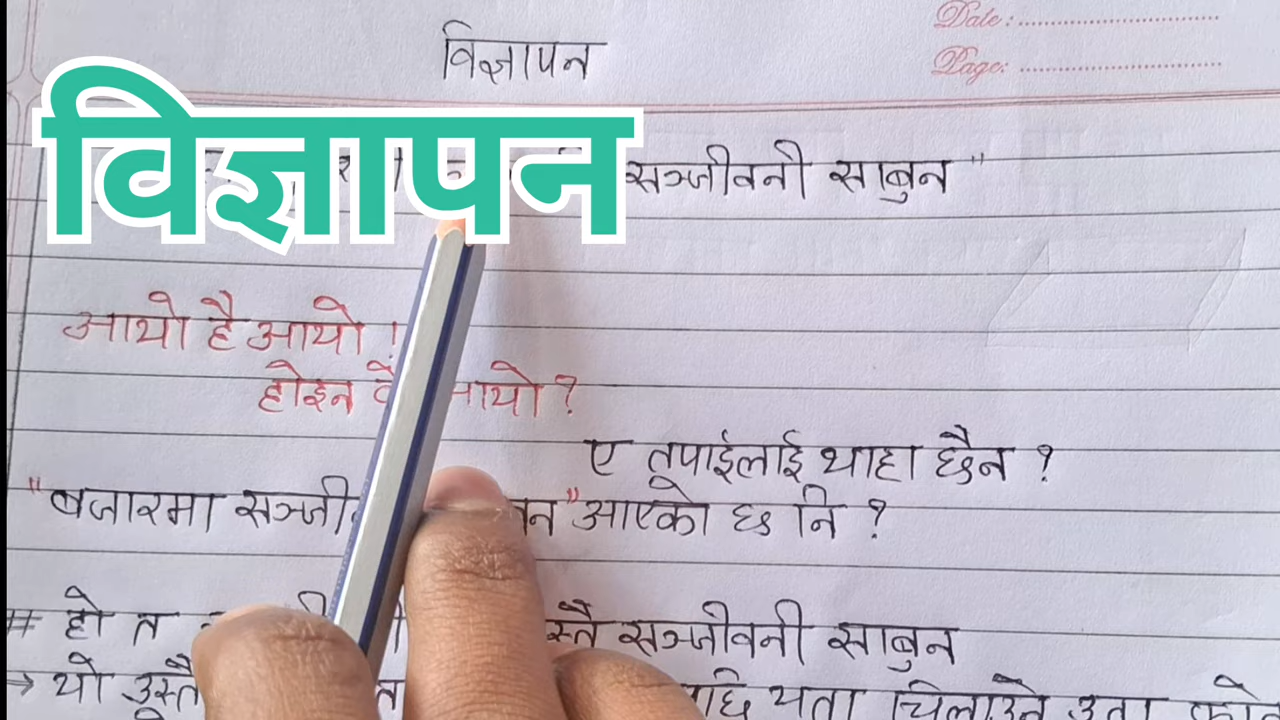 Date:
विज्ञापन
Page:
विज्ञापन
सञ्जीवनी साबुन"
आयो है आयो !
होइन के आयो ?
ए तपाईलाई थाहा छैन ?
"बजारमा सञ्जी वन" आएको छ नि ?
# हो त स्तै सञ्जीवनी साबुन
→ यो उस्तै यता चिलाउने उता